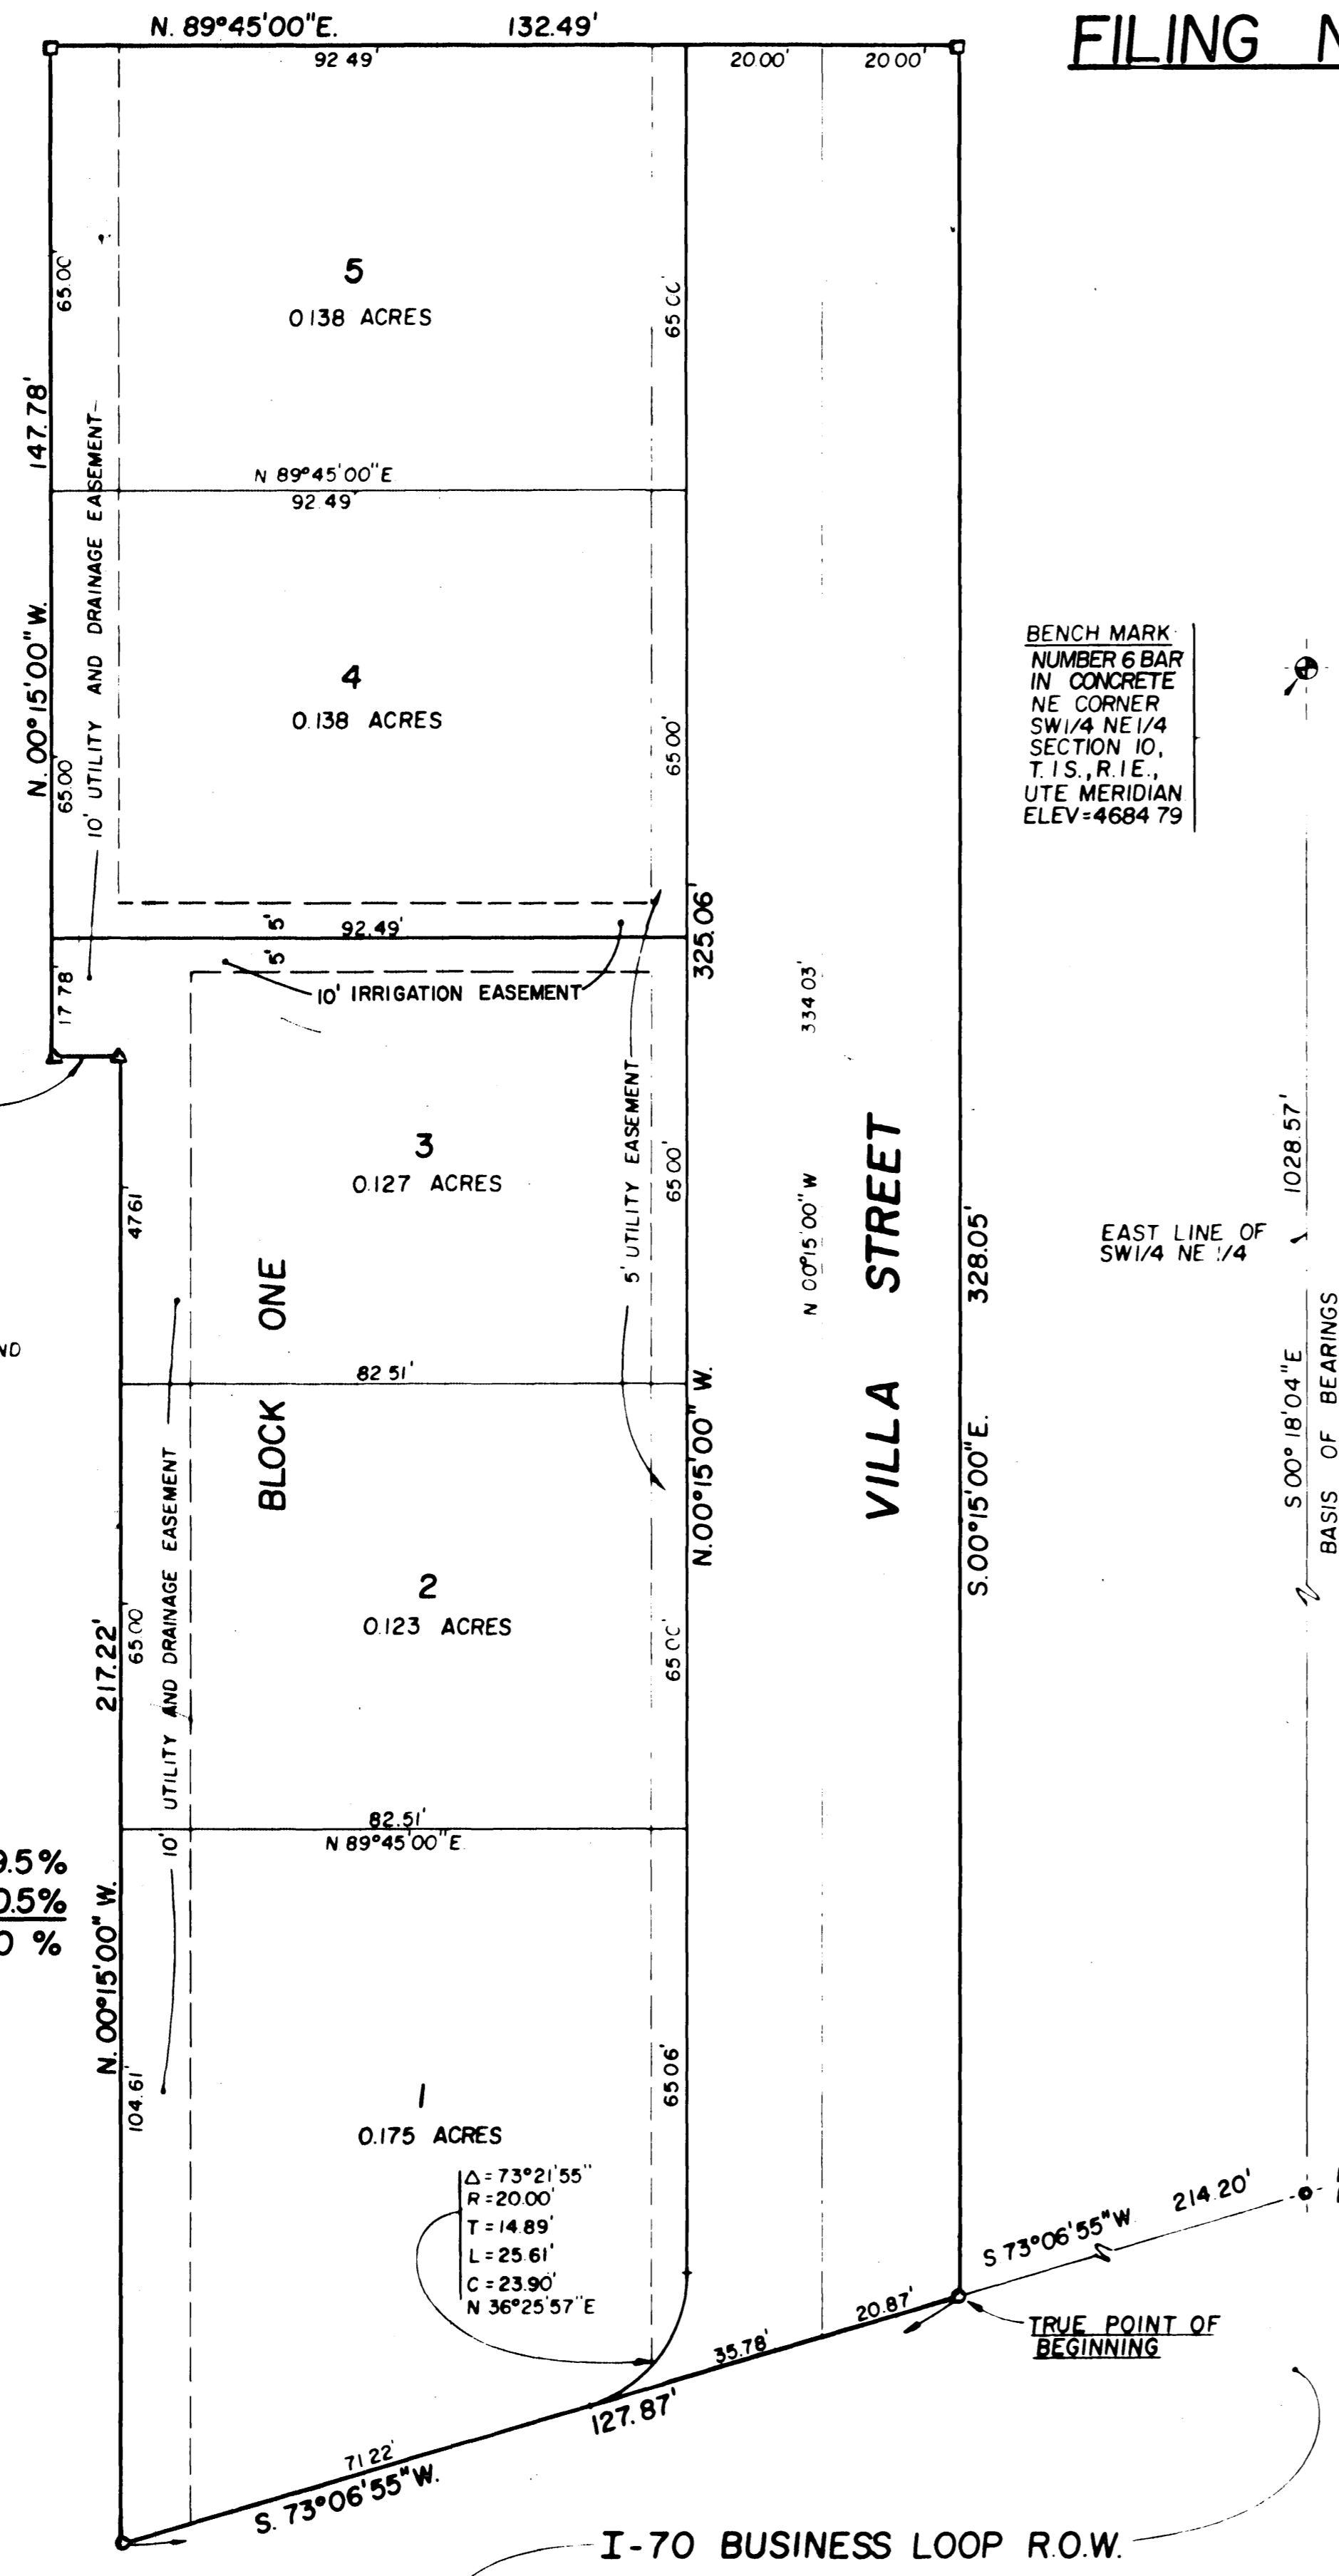 FILING
N. 89°45'00"E. 132.49'
92 49'
20 00'
20 00'
5
0 138 ACRES
65.00'
65 00'
147.78'
N 89°45'00"E
92 49'
10' UTILITY AND DRAINAGE EASEMENT
N. 00°15'00"W.
4
0.138 ACRES
65.00'
65 00'
BENCH MARK
NUMBER 6 BAR
IN CONCRETE
NE CORNER
SW1/4 NE1/4
SECTION 10,
T. 1S., R.1E.,
UTE MERIDIAN
ELEV=4684 79
5'
92.49'
5'
325.06'
17 78'
10' IRRIGATION EASEMENT
334 03'
3
0.127 ACRES
4761'
5' UTILITY EASEMENT
65 00'
N 00°15'00" W
VILLA STREET
328.05'
S.00°15'00"E.
1028.57'
EAST LINE OF
SW1/4 NE 1/4
S 00°18'04"E
BASIS OF BEARINGS
BLOCK ONE
82 51'
N.00°15'00" W.
2
0.123 ACRES
65.00'
65 00'
217.22'
10' UTILITY AND DRAINAGE EASEMENT
82.51'
N 89°45'00"E
9.5%
0.5%
0 %
N. 00°15'00" W.
104.61'
1
0.175 ACRES
65 06'
Δ = 73°21'55"
R = 20.00'
T = 14.89'
L = 25.61'
C = 23.90'
N 36°25'57"E
S 73°06'55"W. 214.20'
20.87'
35.78'
TRUE POINT OF
BEGINNING
127.87'
71 22'
S. 73°06'55"W.
I-70 BUSINESS LOOP R.O.W.